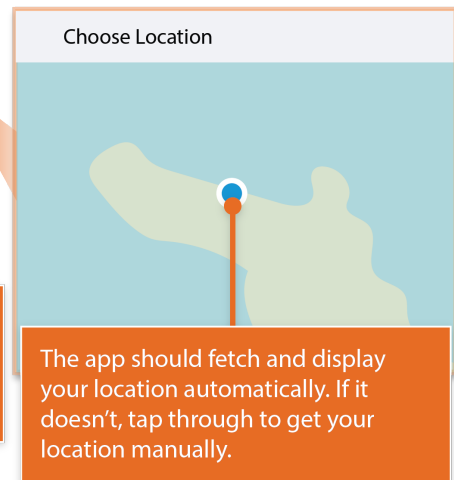 Choose Location
The app should fetch and display
your location automatically. If it
doesn't, tap through to get your
location manually.